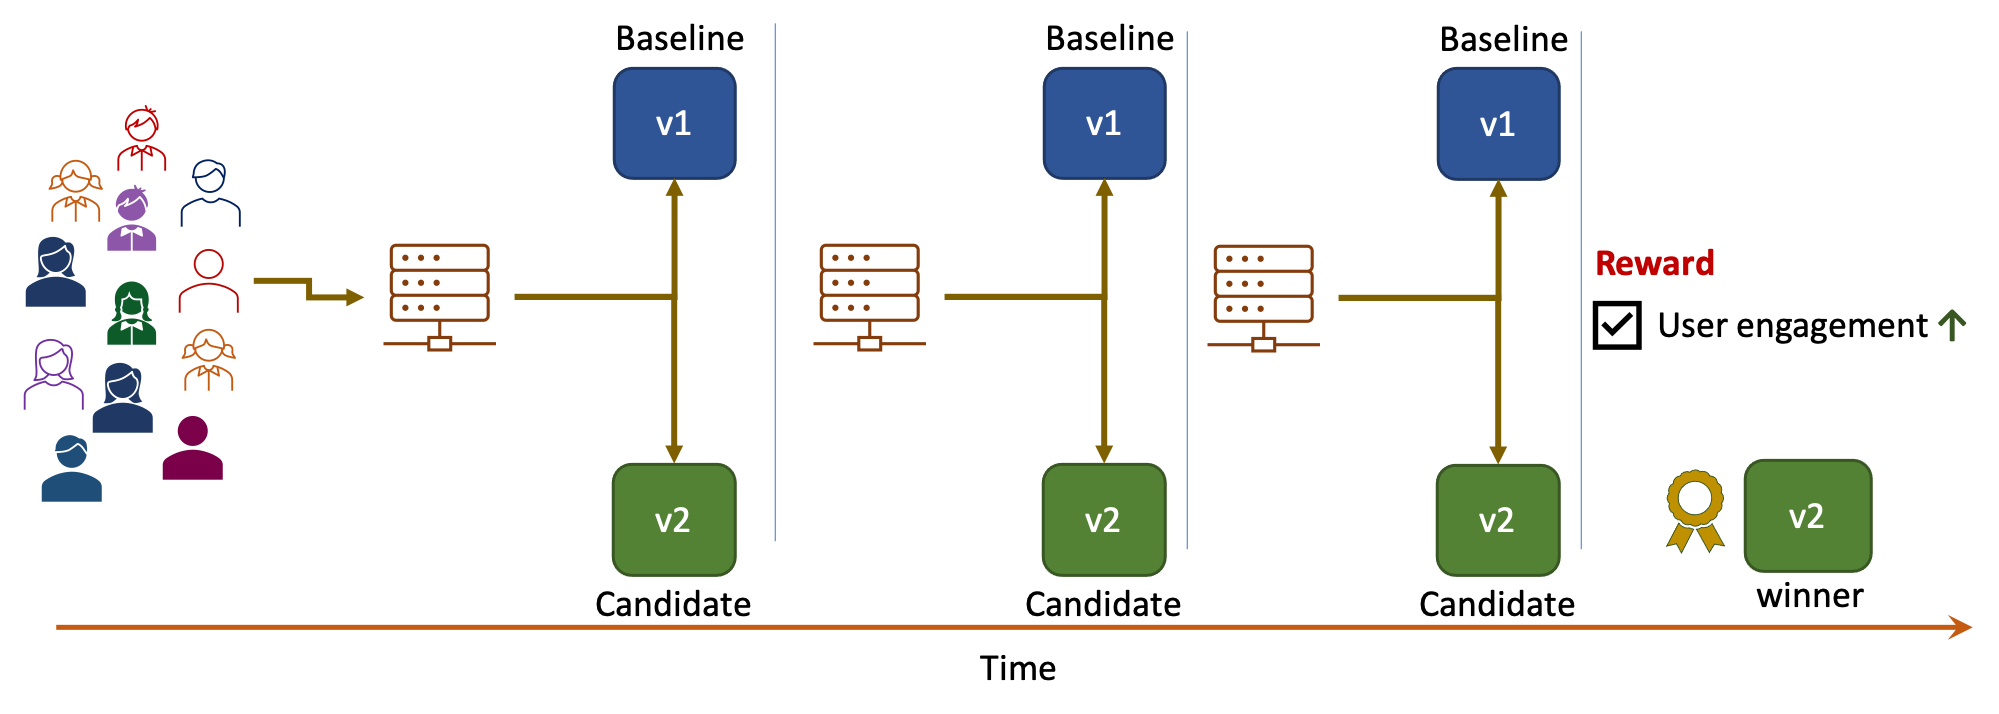 Baseline
v1
v2
Candidate
Baseline
v1
v2
Candidate
Baseline
v1
v2
Candidate
Reward
User engagement
v2
winner
Time